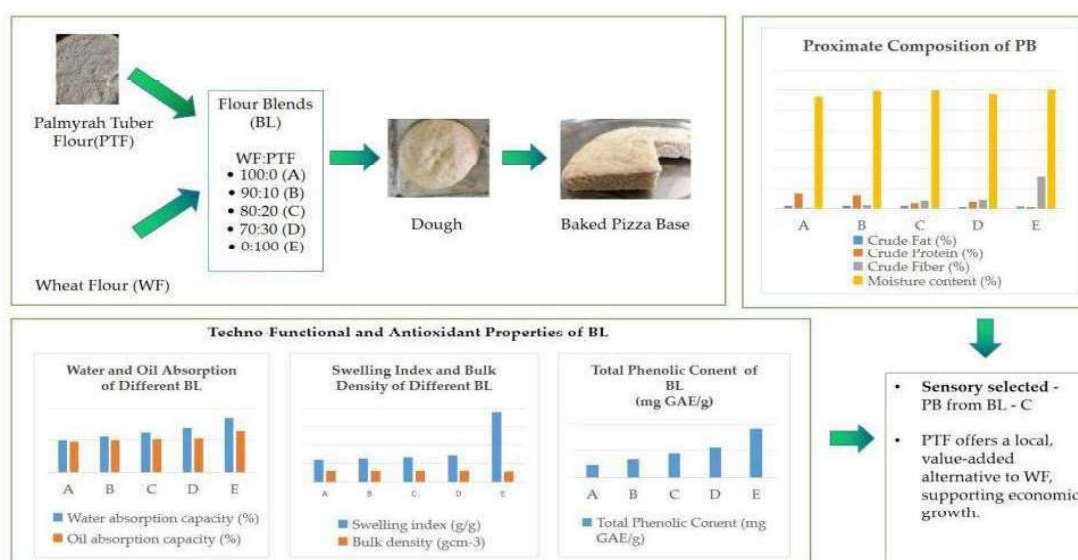 Palmyrah Tuber
Flour(PTF)
Wheat Flour (WF)
Flour Blends
(BL)
WF:PTF
• 100:0 (A)
• 90:10 (B)
• 80:20 (C)
• 70:30 (D)
• 0:100 (E)
Dough
Baked Pizza Base
Proximate Composition of PB
A B C D E
Crude Fat (%)
Crude Protein (%)
Crude Fiber (%)
Moisture content (%)
Techno-Functional and Antioxidant Properties of BL
Water and Oil Absorption
of Different BL
A B C D E
Water absorption capacity (%)
Oil absorption capacity (%)
Swelling Index and Bulk
Density of Different BL
A B C D E
Swelling index (g/g)
Bulk density (gcm-3)
Total Phenolic Conent of
BL
(mg GAE/g)
A B C D E
Total Phenolic Conent (mg
GAE/g)
• Sensory selected -
PB from BL - C
• PTF offers a local,
value-added
alternative to WF,
supporting economic
growth.